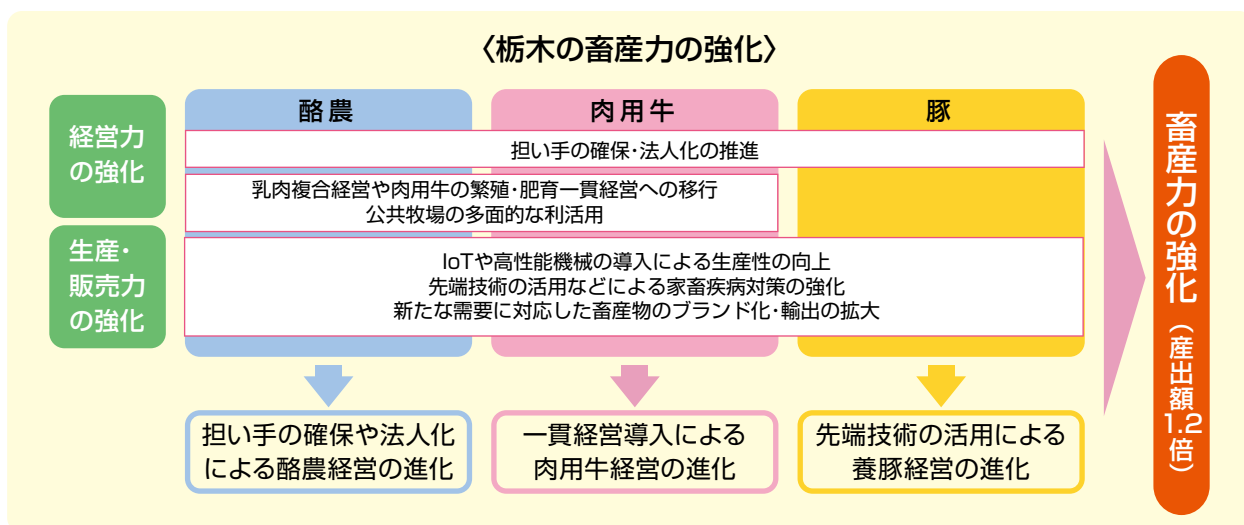 〈栃木の畜産力の強化〉
酪農
肉用牛
豚
経営力
の強化
担い手の確保・法人化の推進
乳肉複合経営や肉用牛の繁殖・肥育一貫経営への移行
公共牧場の多面的な利活用
生産・
販売力
の強化
IoTや高性能機械の導入による生産性の向上
先端技術の活用などによる家畜疾病対策の強化
新たな需要に対応した畜産物のブランド化・輸出の拡大
担い手の確保や法人化
による酪農経営の進化
一貫経営導入による
肉用牛経営の進化
先端技術の活用による
養豚経営の進化
畜産力の強化（産出額1.2倍）